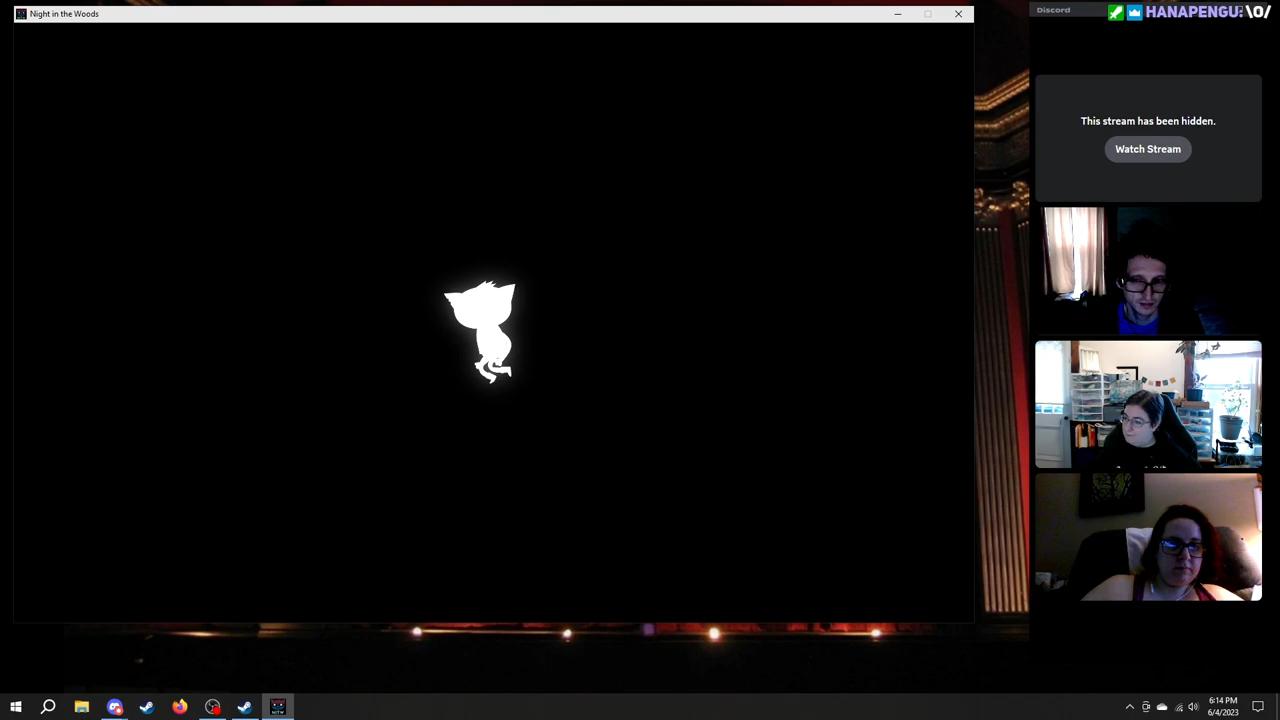 Night in the Woods
Discord
HANAPENGU! \O/
This stream has been hidden.
Watch Stream
6:14 PM
6/4/2023